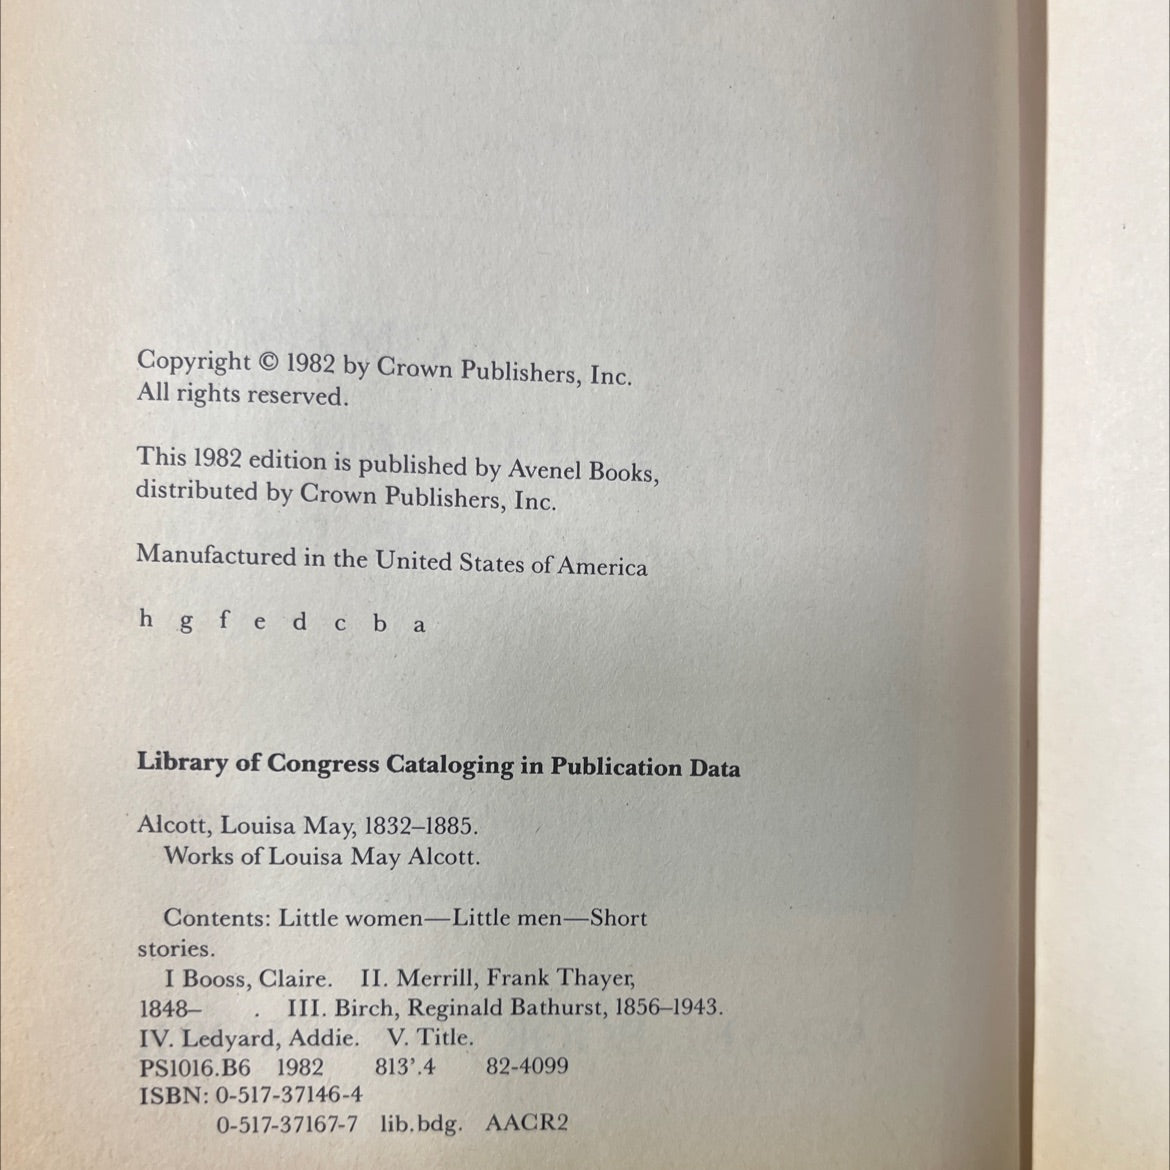 Copyright © 1982 by Crown Publishers, Inc.
All rights reserved.
This 1982 edition is published by Avenel Books,
distributed by Crown Publishers, Inc.
Manufactured in the United States of America
h g f e d c b a
Library of Congress Cataloging in Publication Data
Alcott, Louisa May, 1832–1885.
Works of Louisa May Alcott.
Contents: Little women—Little men—Short
stories.
I Booss, Claire. II. Merrill, Frank Thayer,
1848– . III. Birch, Reginald Bathurst, 1856–1943.
IV. Ledyard, Addie. V. Title.
PS1016.B6 1982 813’.4 82-4099
ISBN: 0-517-37146-4
0-517-37167-7 lib.bdg. AACR2